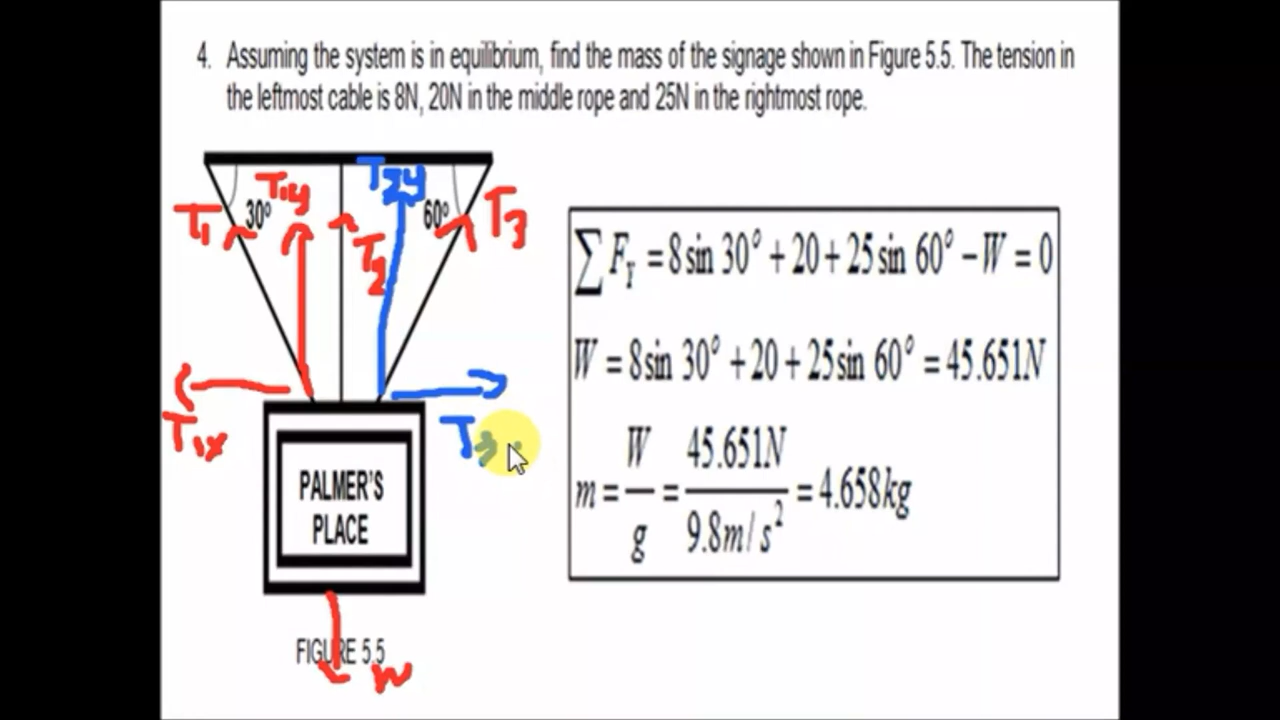 4. Assuming the system is in equilibrium, find the mass of the signage shown in Figure 5.5. The tension in
the leftmost cable is 8N, 20N in the middle rope and 25N in the rightmost rope.
T1 30° T1y T2 T3y 60° T3
T1x
T3
PALMER'S
PLACE
FIGURE 5.5
W
∑ F_Y = 8 sin 30° + 20 + 25 sin 60° – W = 0
W = 8 sin 30° + 20 + 25 sin 60° = 45.651N
m = W/g = 45.651N / 9.8m/s² = 4.658kg